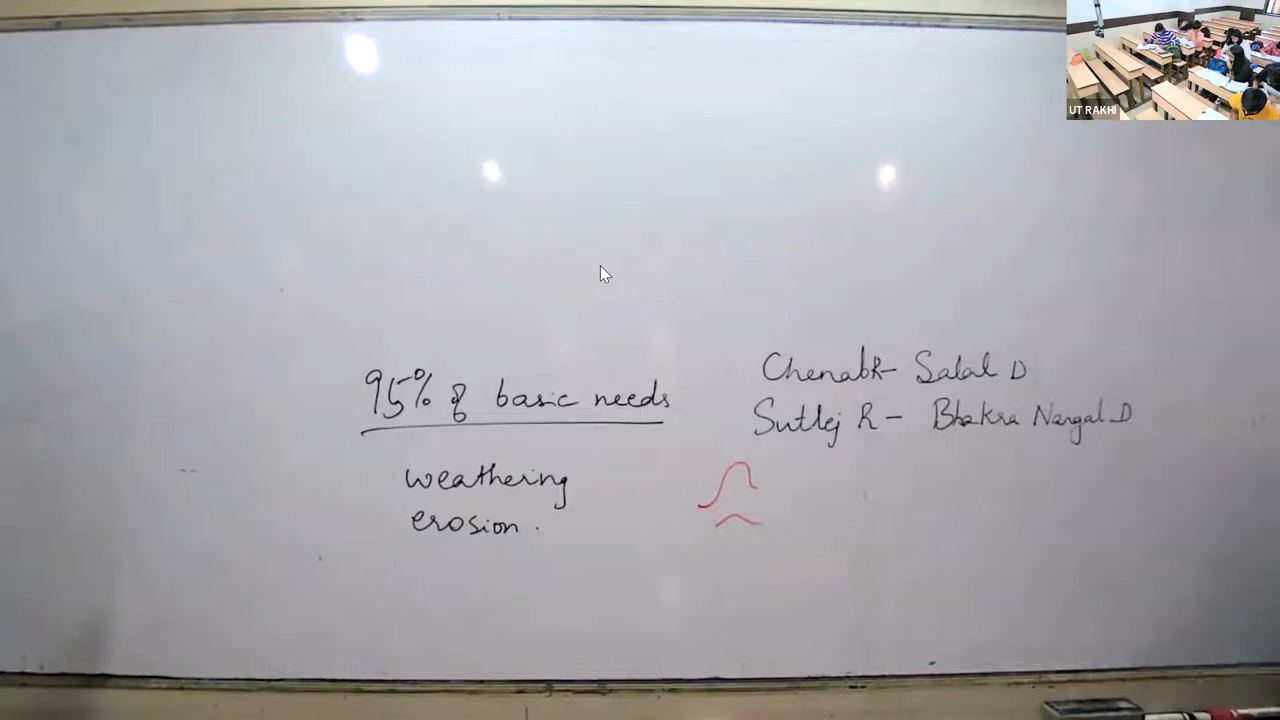 UT RAKHI
95% of basic needs
weathering
erosion.
Chenab R- Salal D
Sutlej R - Bhakra Nangal D